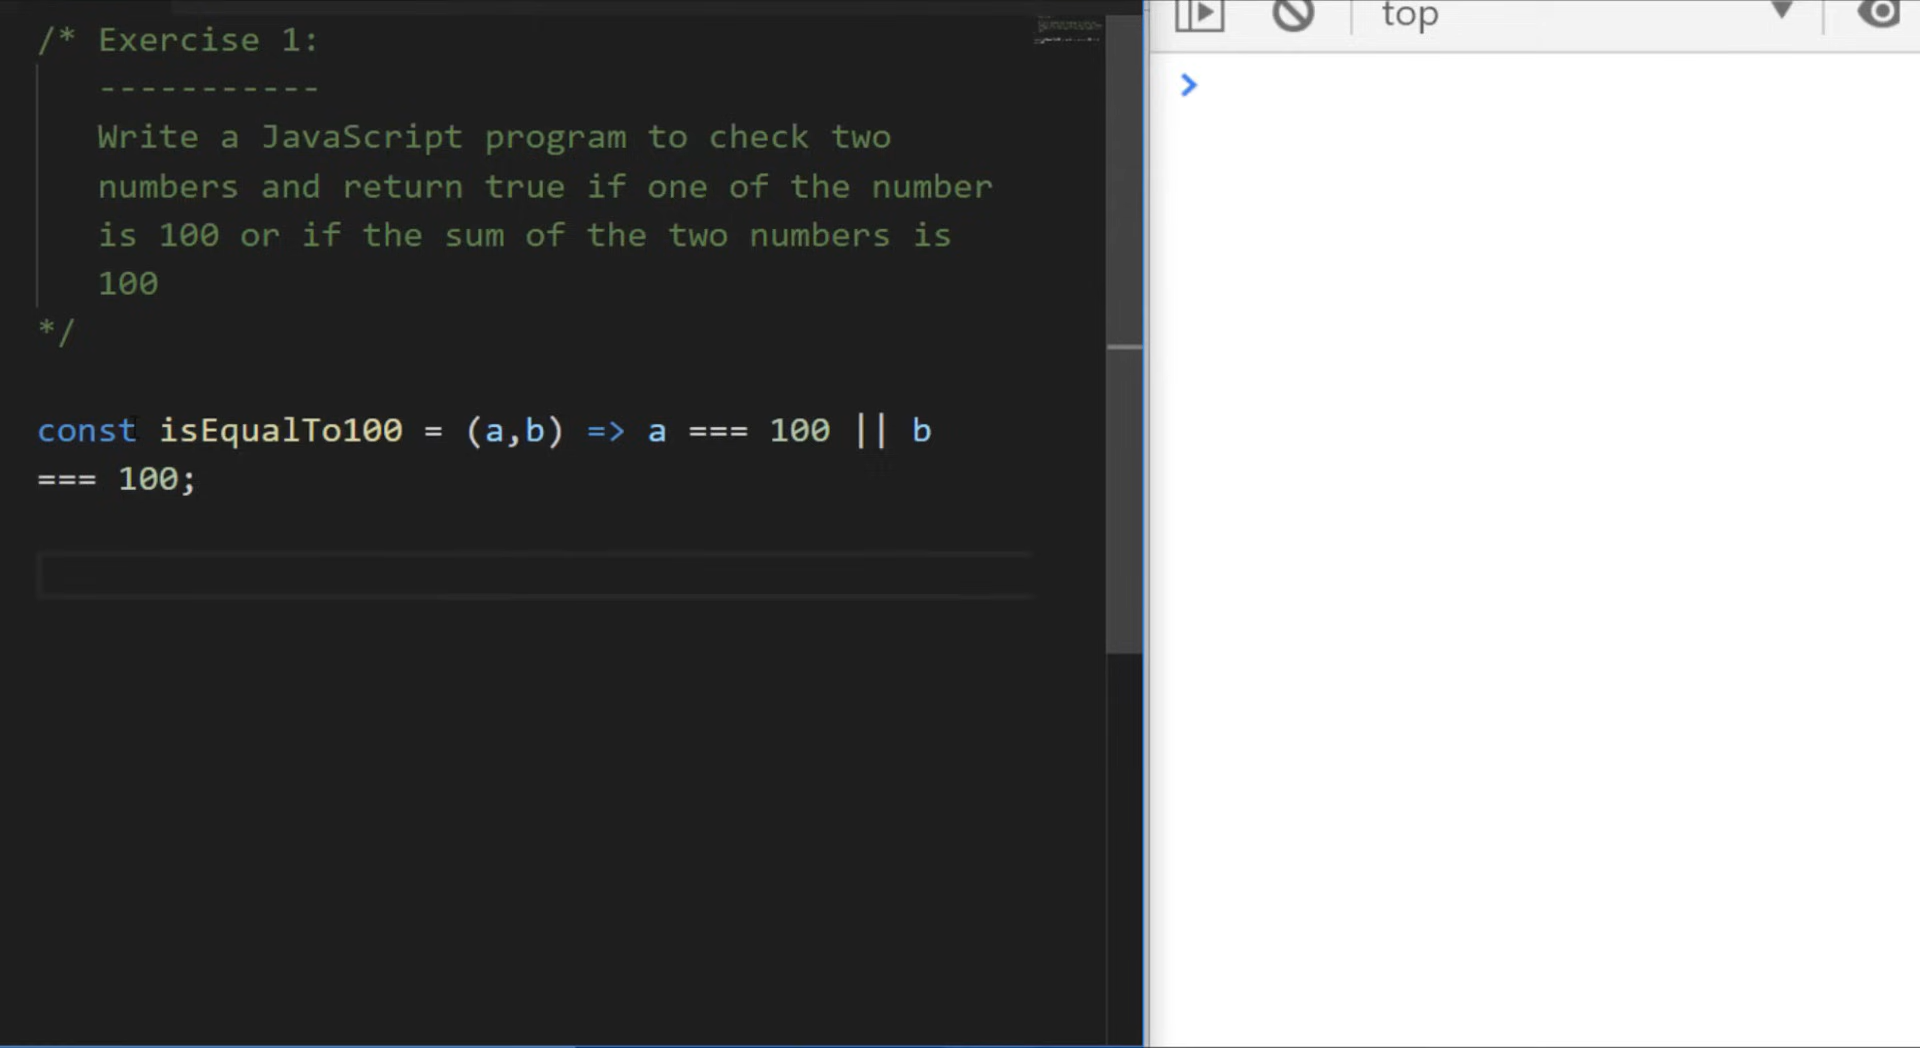 /* Exercise 1:
-----------
Write a JavaScript program to check two
numbers and return true if one of the number
is 100 or if the sum of the two numbers is
100
*/
const isEqualTo100 = (a,b) => a === 100 || b
=== 100;
top